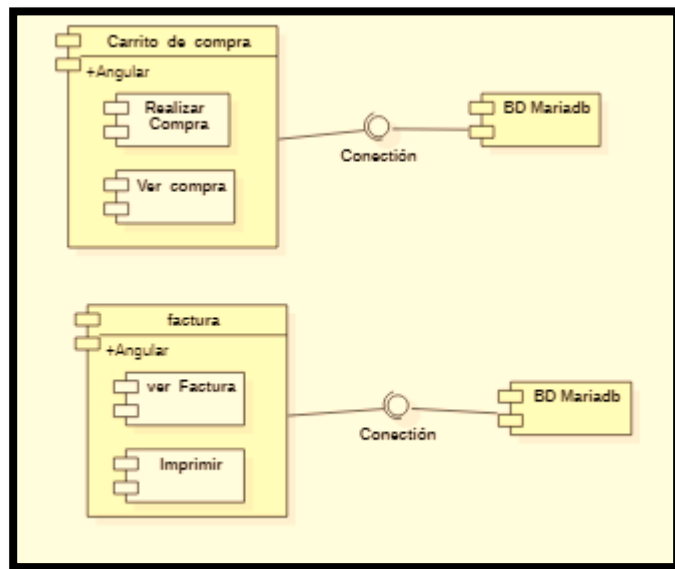 Carrito de compra
+Angular
Realizar
Compra
BD Mariadb
Conectión
Ver compra
factura
+Angular
ver Factura
BD Mariadb
Conectión
Imprimir